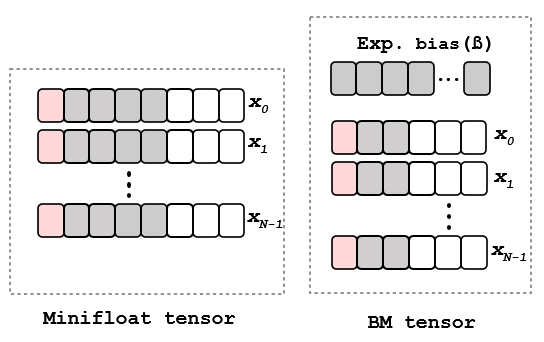 x0
x1
xN-1
Minifloat tensor
Exp. bias(ß)
x0
x1
xN-1
BM tensor